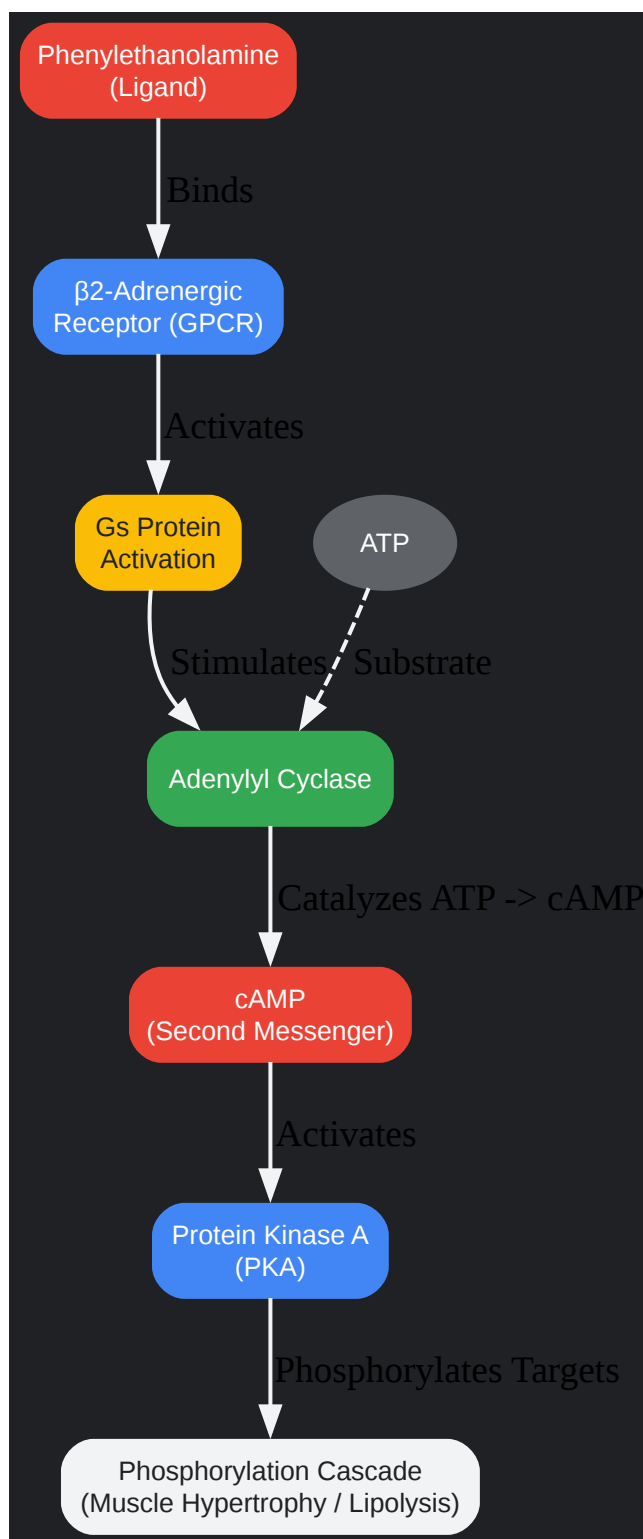 Phenylethanolamine
(Ligand)
Binds
β2-Adrenergic
Receptor (GPCR)
Activates
Gs Protein
Activation
ATP
Stimulates
Substrate
Adenylyl Cyclase
Catalyzes ATP -> cAMP
cAMP
(Second Messenger)
Activates
Protein Kinase A
(PKA)
Phosphorylates Targets
Phosphorylation Cascade
(Muscle Hypertrophy / Lipolysis)